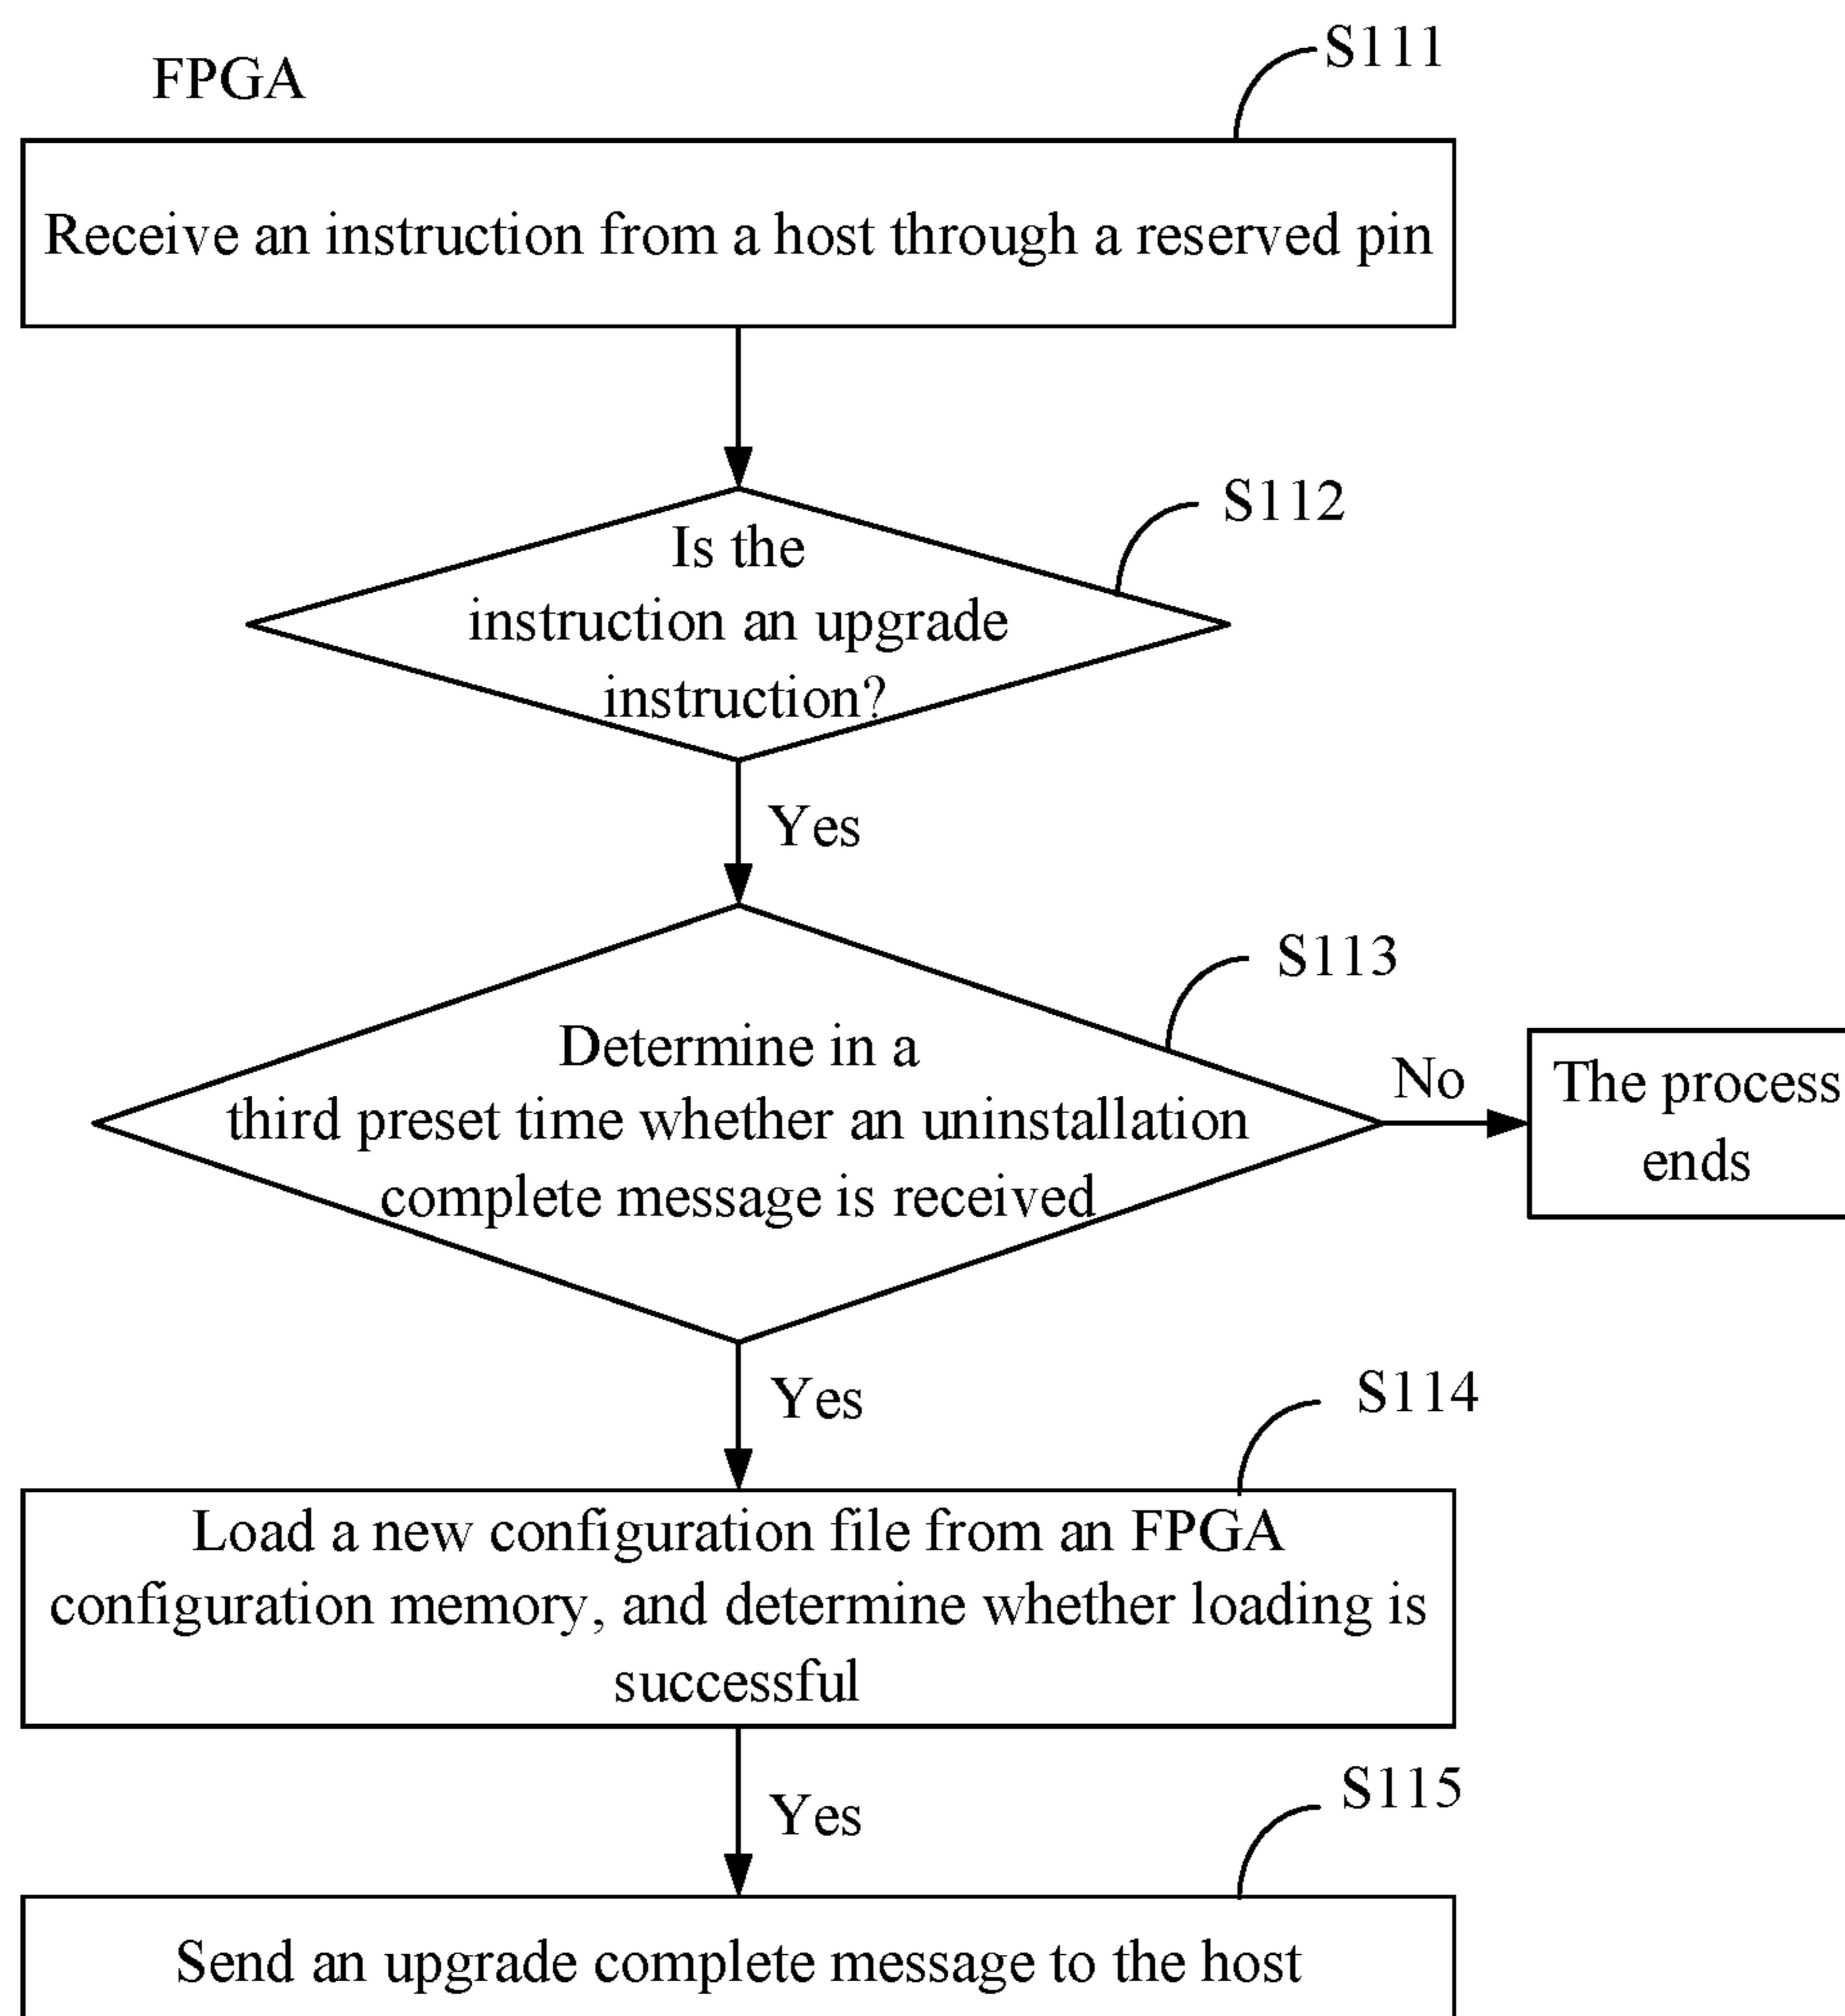 FPGA
S111
Receive an instruction from a host through a reserved pin
S112
Is the
instruction an upgrade
instruction?
Yes
S113
Determine in a
third preset time whether an uninstallation
complete message is received
No
The process
ends
Yes
S114
Load a new configuration file from an FPGA
configuration memory, and determine whether loading is
successful
Yes
S115
Send an upgrade complete message to the host